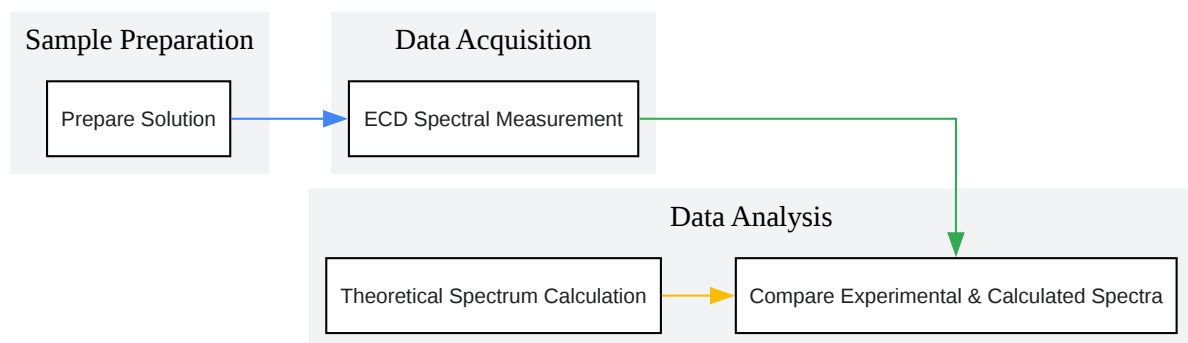 Sample Preparation
Data Acquisition
Prepare Solution
ECD Spectral Measurement
Data Analysis
Theoretical Spectrum Calculation
Compare Experimental & Calculated Spectra